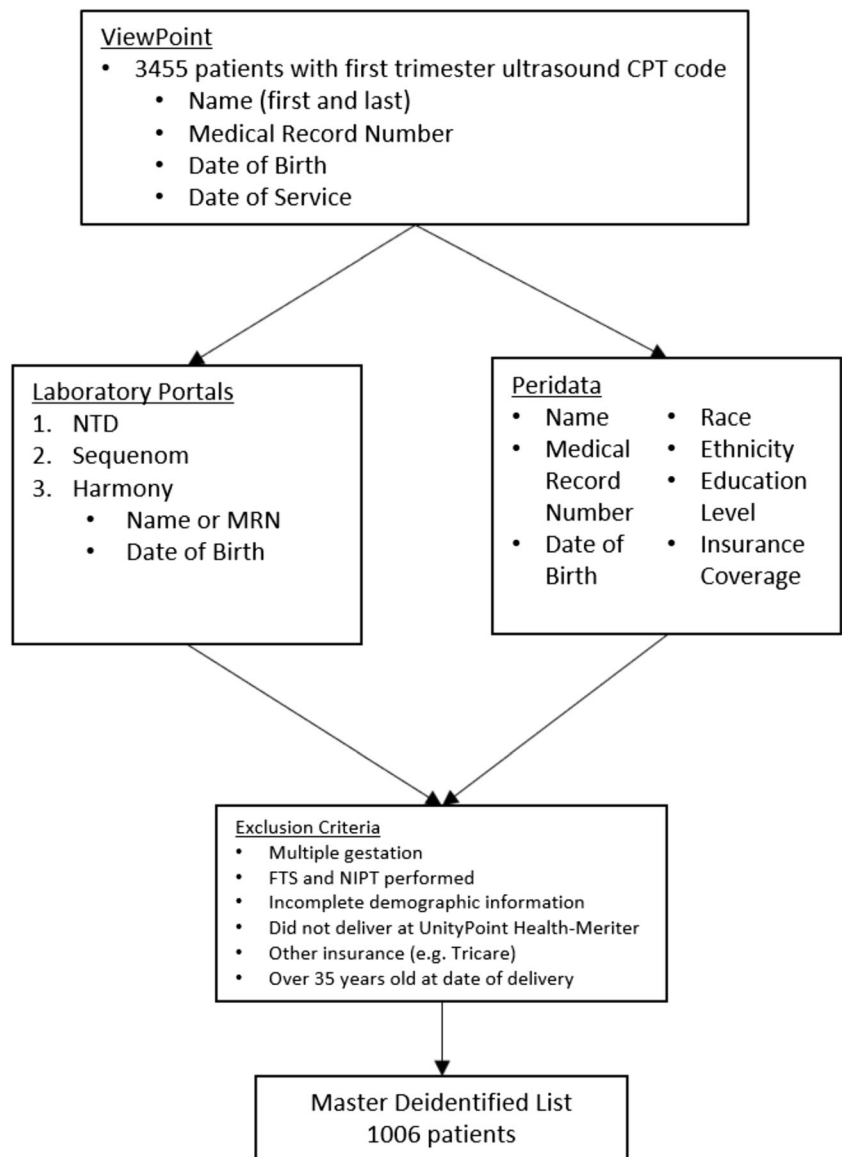 ViewPoint
• 3455 patients with first trimester ultrasound CPT code
• Name (first and last)
• Medical Record Number
• Date of Birth
• Date of Service
Laboratory Portals
1. NTD
2. Sequenom
3. Harmony
• Name or MRN
• Date of Birth
Peridata
• Name
• Medical
Record
Number
• Date of
Birth
• Race
• Ethnicity
• Education
Level
• Insurance
Coverage
Exclusion Criteria
• Multiple gestation
• FTS and NIPT performed
• Incomplete demographic information
• Did not deliver at UnityPoint Health-Meriter
• Other insurance (e.g. Tricare)
• Over 35 years old at date of delivery
Master Deidentified List
1006 patients